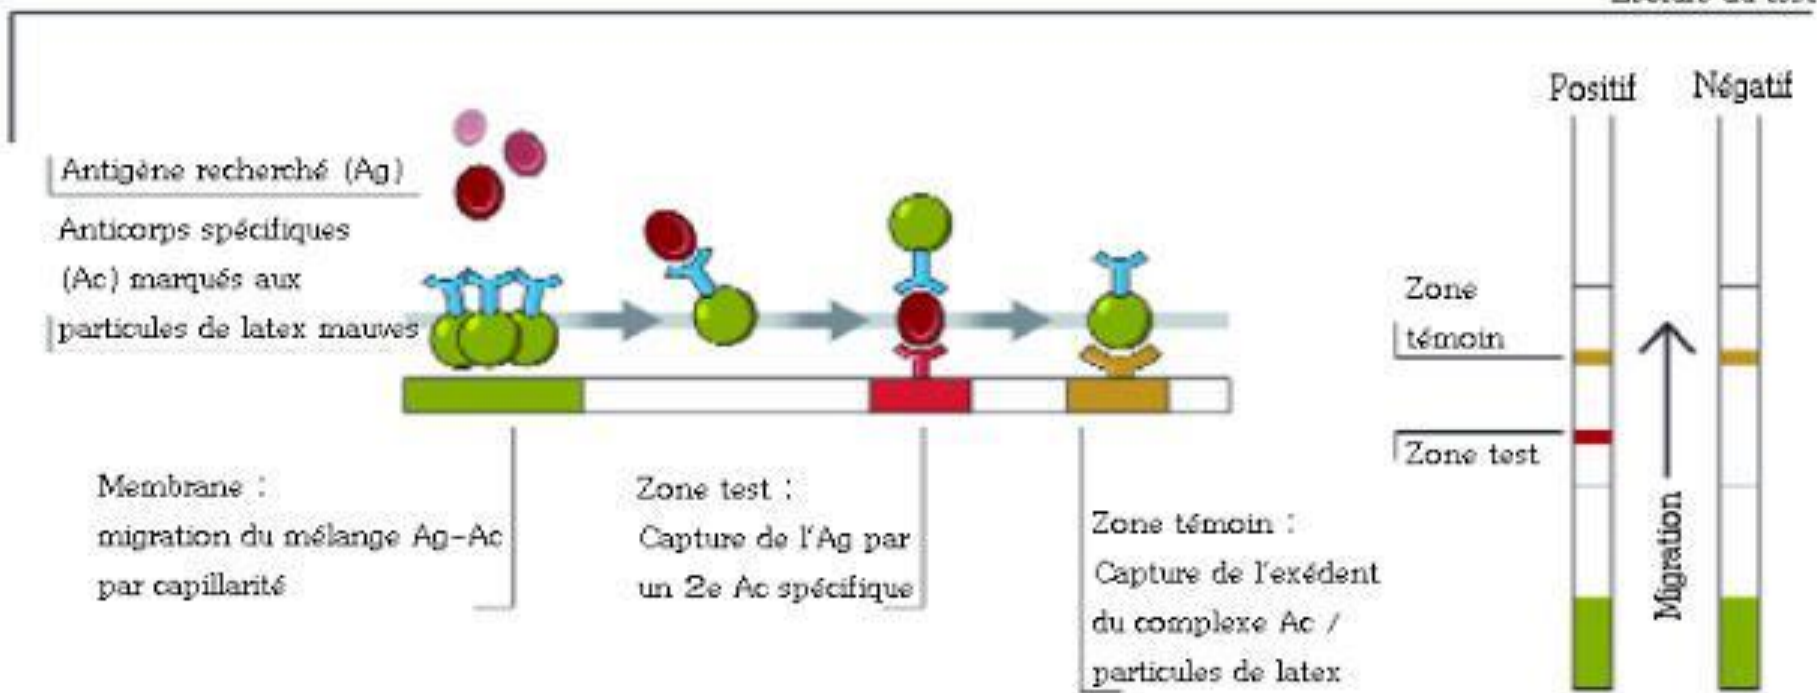 Positif
Négatif
Antigène recherché (Ag)
Anticorps spécifiques
(Ac) marqués aux
particules de latex mauves
Membrane :
migration du mélange Ag-Ac
par capillarité
Zone test :
Capture de l'Ag par
un 2e Ac spécifique
Zone témoin :
Capture de l'exédent
du complexe Ac /
particules de latex
Zone
témoin
Zone test
Migration